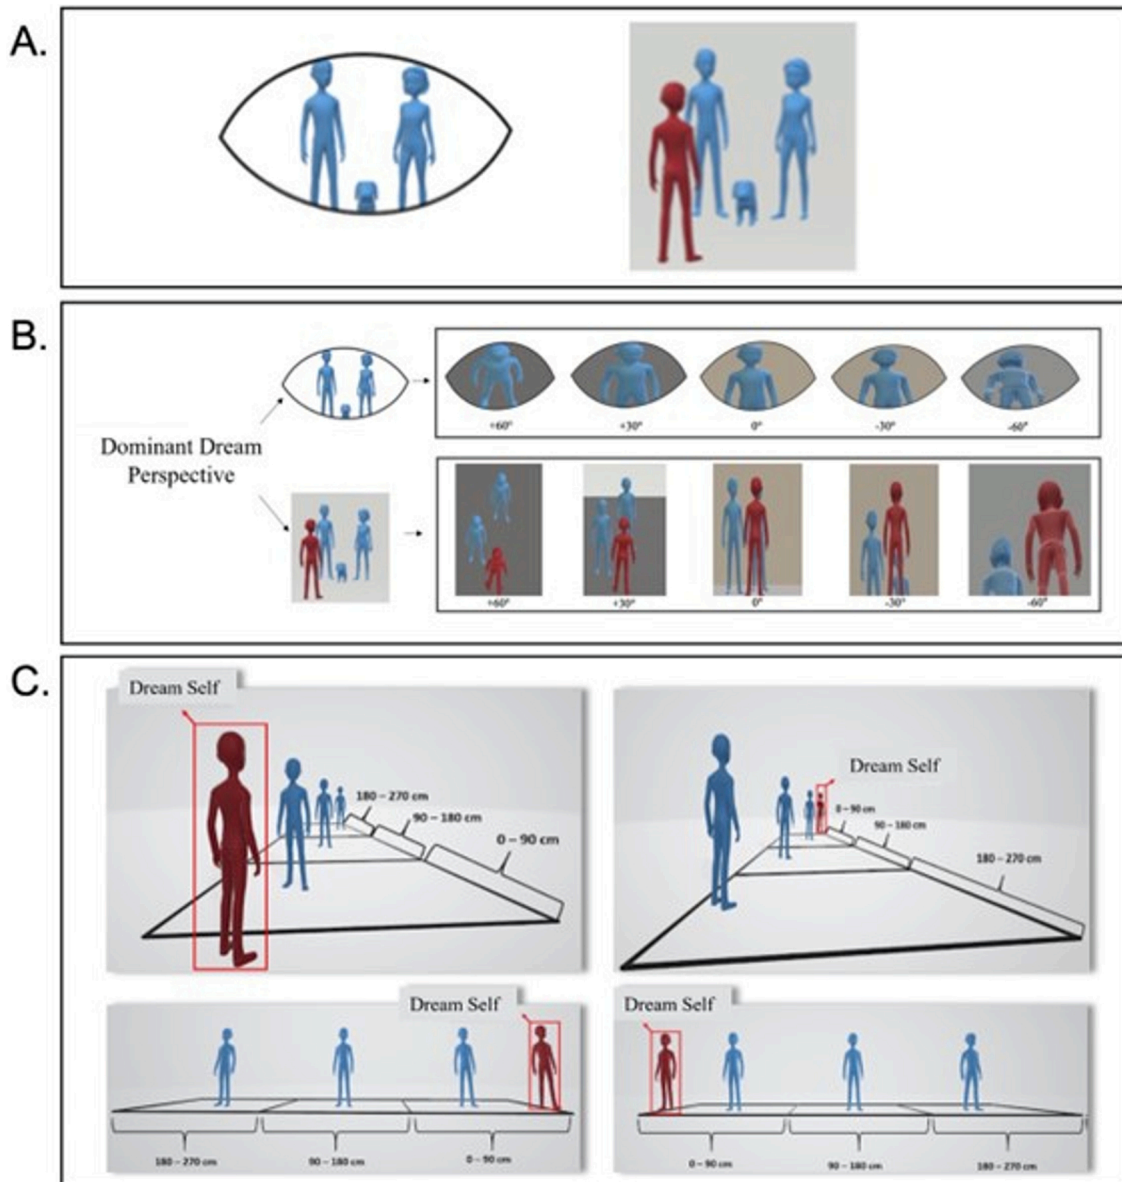 A.
B.
Dominant Dream
Perspective
+60° +30° 0° -30° -60°
+60° +30° 0° -30° -60°
C.
Dream Self
180 – 270 cm
90 – 180 cm
0 – 90 cm
Dream Self
0 – 90 cm
90 – 180 cm
180 – 270 cm
Dream Self
180 – 270 cm 90 – 180 cm 0 – 90 cm
Dream Self
0 – 90 cm 90 – 180 cm 180 – 270 cm